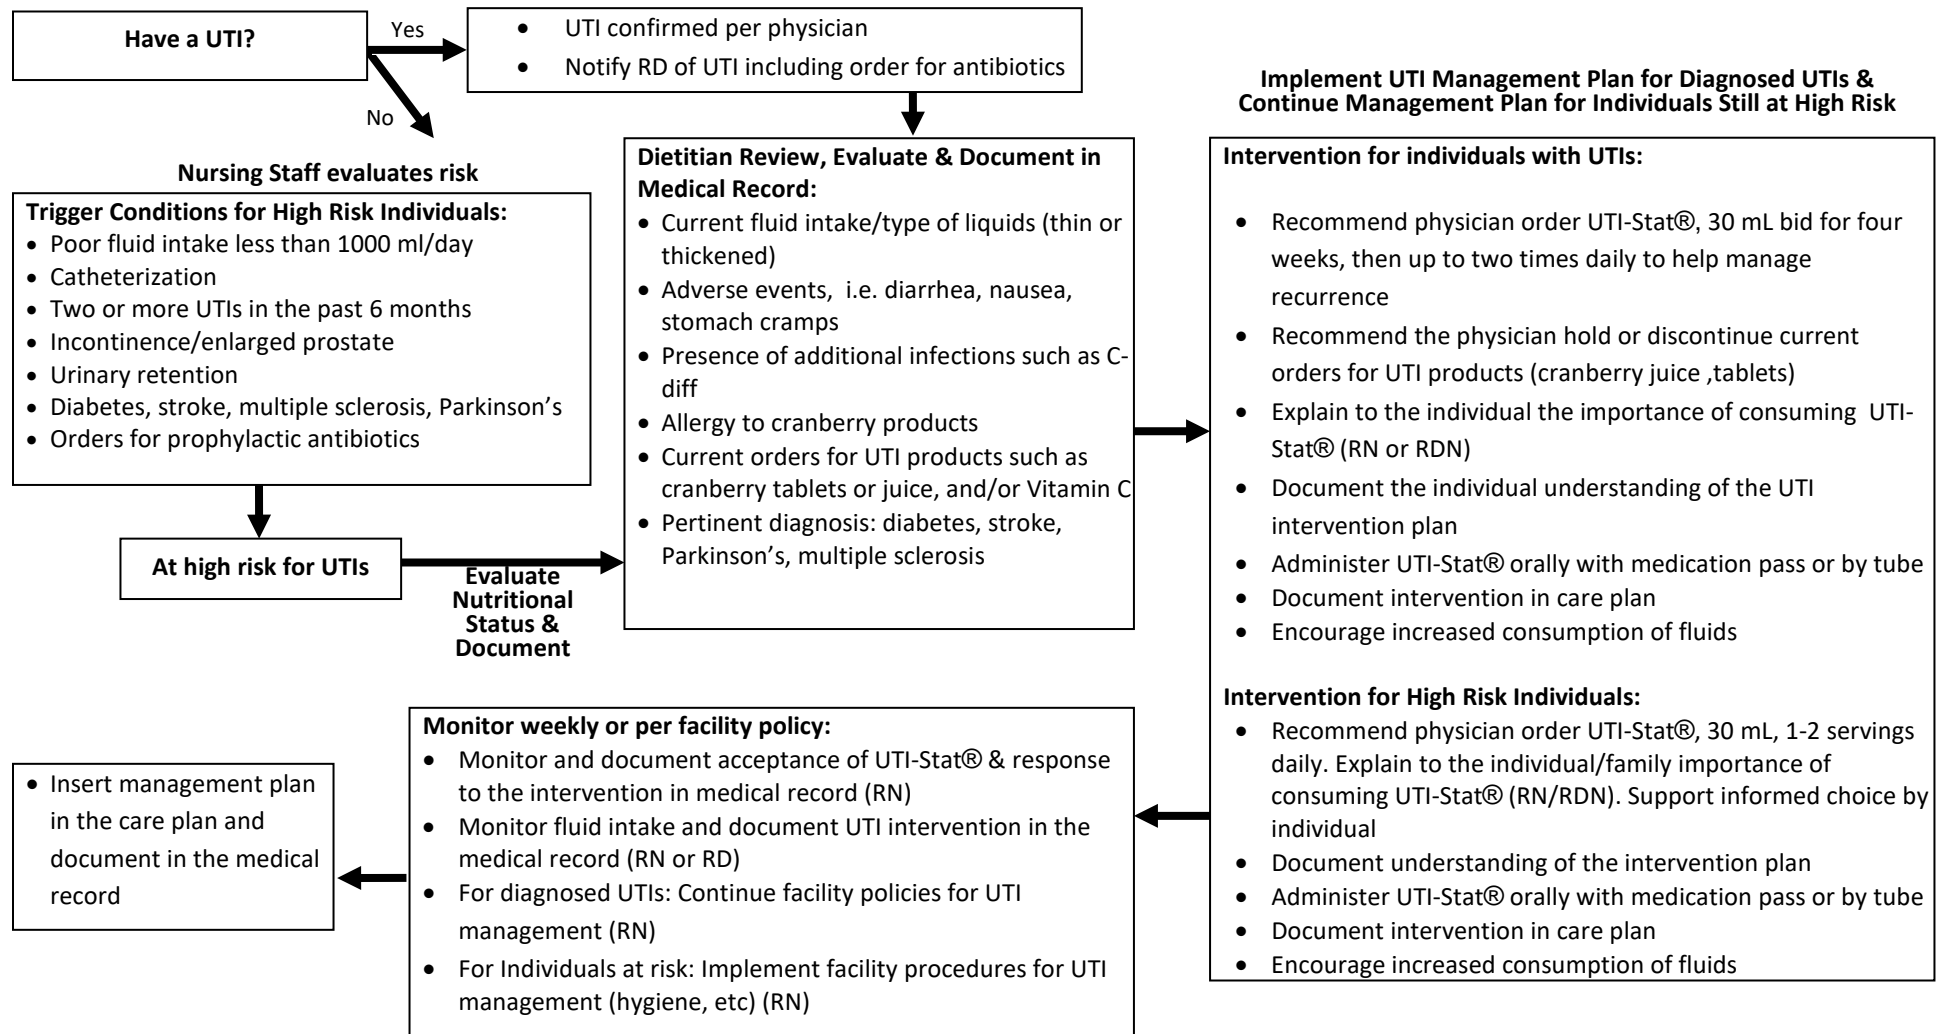 Have a UTI?
Yes
• UTI confirmed per physician
• Notify RD of UTI including order for antibiotics
No
Nursing Staff evaluates risk
Trigger Conditions for High Risk Individuals:
• Poor fluid intake less than 1000 ml/day
• Catheterization
• Two or more UTIs in the past 6 months
• Incontinence/enlarged prostate
• Urinary retention
• Diabetes, stroke, multiple sclerosis, Parkinson's
• Orders for prophylactic antibiotics
At high risk for UTIs
Evaluate
Nutritional
Status &
Document
Dietitian Review, Evaluate & Document in
Medical Record:
• Current fluid intake/type of liquids (thin or
thickened)
• Adverse events, i.e. diarrhea, nausea,
stomach cramps
• Presence of additional infections such as C-
diff
• Allergy to cranberry products
• Current orders for UTI products such as
cranberry tablets or juice, and/or Vitamin C
• Pertinent diagnosis: diabetes, stroke,
Parkinson's, multiple sclerosis
Implement UTI Management Plan for Diagnosed UTIs &
Continue Management Plan for Individuals Still at High Risk
Intervention for individuals with UTIs:
• Recommend physician order UTI-Stat®, 30 mL bid for four
weeks, then up to two times daily to help manage
recurrence
• Recommend the physician hold or discontinue current
orders for UTI products (cranberry juice ,tablets)
• Explain to the individual the importance of consuming UTI-
Stat® (RN or RDN)
• Document the individual understanding of the UTI
intervention plan
• Administer UTI-Stat® orally with medication pass or by tube
• Document intervention in care plan
• Encourage increased consumption of fluids
Intervention for High Risk Individuals:
• Recommend physician order UTI-Stat®, 30 mL, 1-2 servings
daily. Explain to the individual/family importance of
consuming UTI-Stat® (RN/RDN). Support informed choice by
individual
• Document understanding of the intervention plan
• Administer UTI-Stat® orally with medication pass or by tube
• Document intervention in care plan
• Encourage increased consumption of fluids
Monitor weekly or per facility policy:
• Monitor and document acceptance of UTI-Stat® & response
to the intervention in medical record (RN)
• Monitor fluid intake and document UTI intervention in the
medical record (RN or RD)
• For diagnosed UTIs: Continue facility policies for UTI
management (RN)
• For Individuals at risk: Implement facility procedures for UTI
management (hygiene, etc) (RN)
• Insert management plan
in the care plan and
document in the medical
record